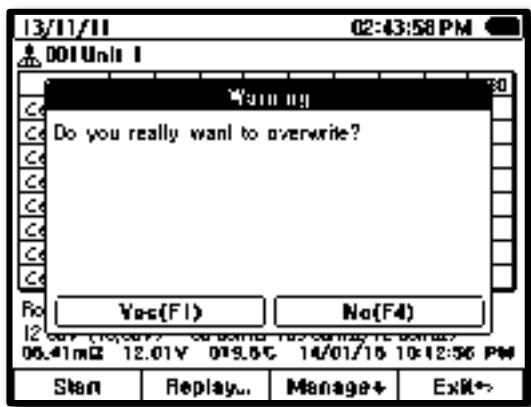 13/11/11 02:43:58 PM
001 Unit 1
Warning
Do you really want to overwrite?
Yes(F1) No(F4)
06.41mΩ 12.01V 019.6C 14/01/16 10:12:56 PM
Start Replay... Manage Exit